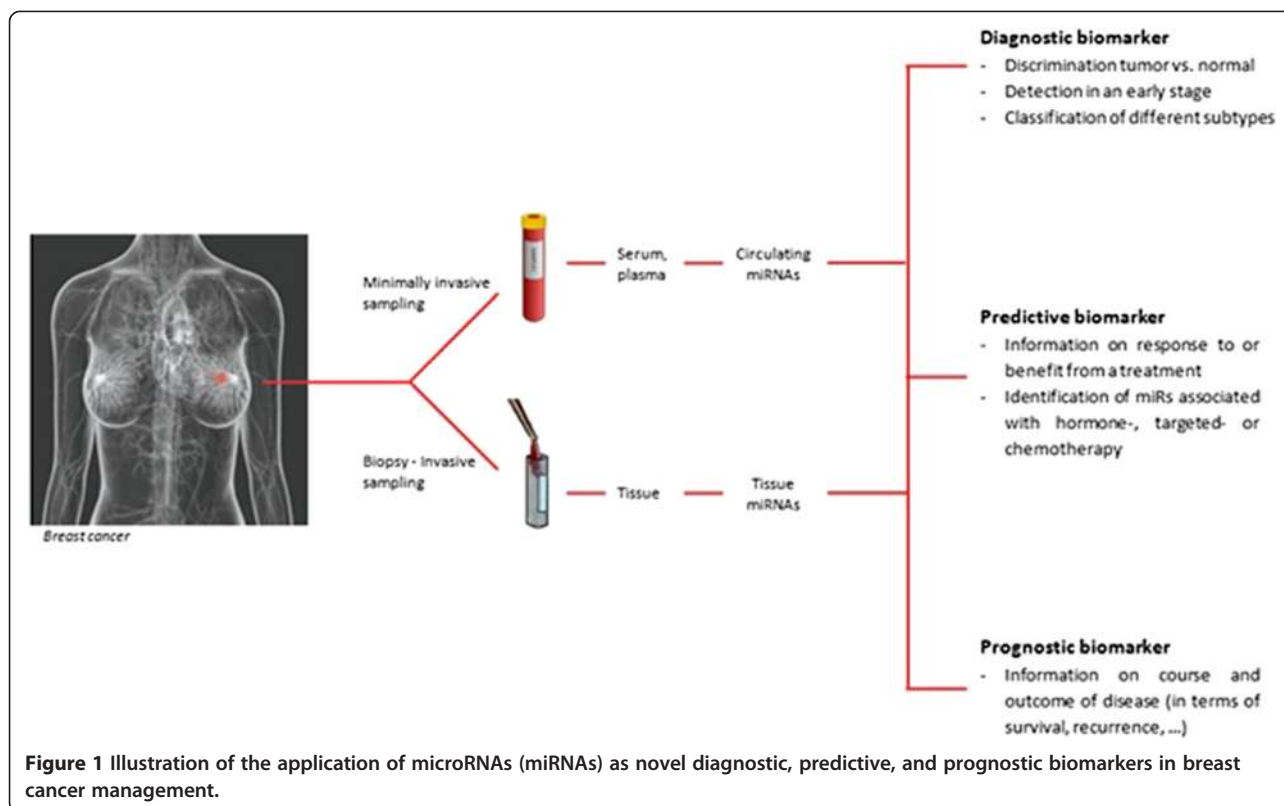 Diagnostic biomarker
- Discrimination tumor vs. normal
- Detection in an early stage
- Classification of different subtypes
Minimally invasive
sampling
Serum,
plasma
Circulating
miRNAs
Predictive biomarker
- Information on response to or
benefit from a treatment
- Identification of miRs associated
with hormone-, targeted- or
chemotherapy
Biopsy - Invasive
sampling
Tissue
Tissue
miRNAs
Breast cancer
Prognostic biomarker
- Information on course and
outcome of disease (in terms of
survival, recurrence, ...)
Figure 1 Illustration of the application of microRNAs (miRNAs) as novel diagnostic, predictive, and prognostic biomarkers in breast
cancer management.